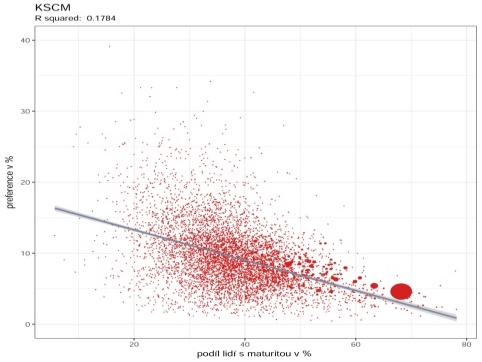 KSCM
R squared: 0.1784
40
30
20
10
0
preference v %
20
40
60
80
podíl lidí s maturitou v %